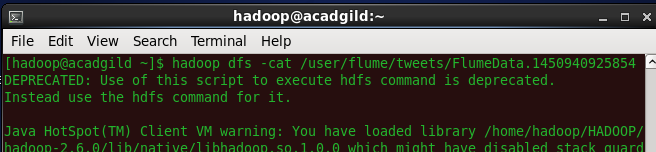 hadoop@acadgild:~
File Edit View Search Terminal Help
[hadoop@acadgild ~]$ hadoop dfs -cat /user/flume/tweets/FlumeData.1450940925854
DEPRECATED: Use of this script to execute hdfs command is deprecated.
Instead use the hdfs command for it.
Java HotSpot(TM) Client VM warning: You have loaded library /home/hadoop/HADOOP/
hadoop-2.6.0/lib/native/libhadoop.so.1.0.0 which might have disabled stack guard